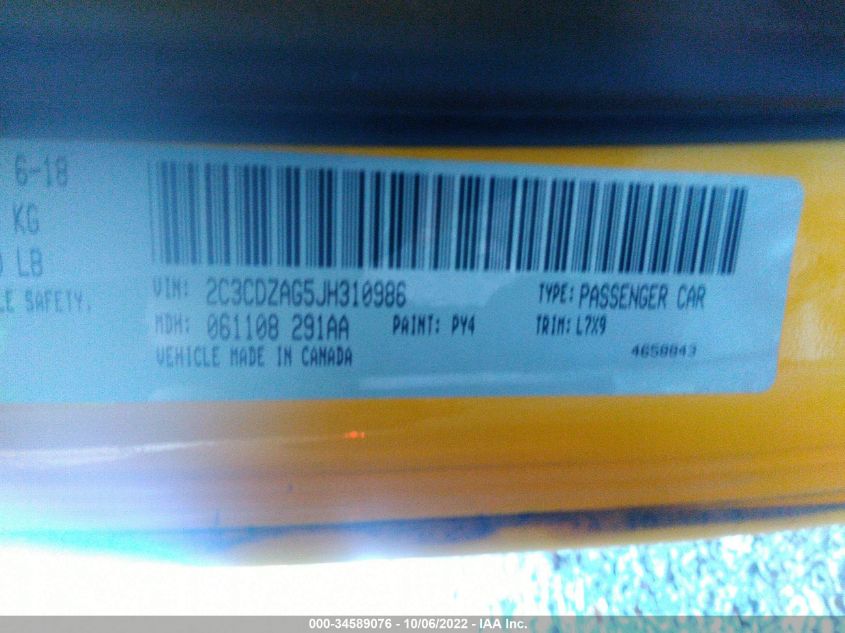 6-18
KG
LB
LE SAFETY,
VIN: 2C3CDZAG5JH310986 TYPE: PASSENGER CAR
MDH: 061108 291AA PAINT: PY4 TRIM: L7X9
VEHICLE MADE IN CANADA
4658843
000-34589076 - 10/06/2022 - IAA Inc.